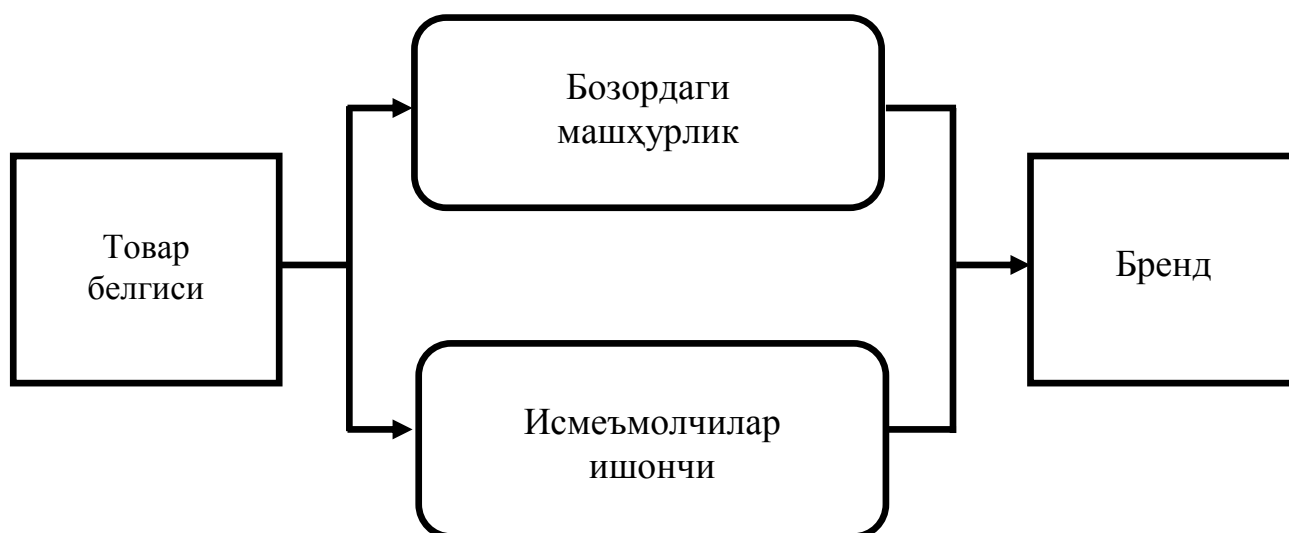 Бозордаги
машҳурлик
Товар
белгиси
Бренд
Исмеъмолчилар
ишончи